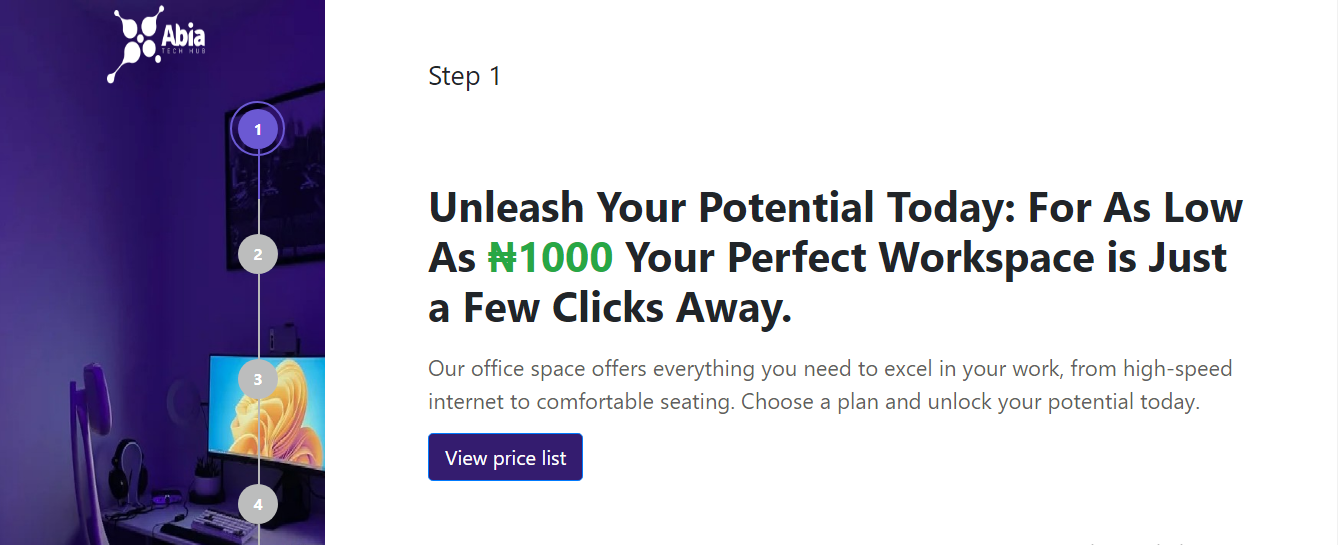 Abia
TECH HUB
1
2
3
4
Step 1
Unleash Your Potential Today: For As Low
As ₦1000 Your Perfect Workspace is Just
a Few Clicks Away.
Our office space offers everything you need to excel in your work, from high-speed
internet to comfortable seating. Choose a plan and unlock your potential today.
View price list